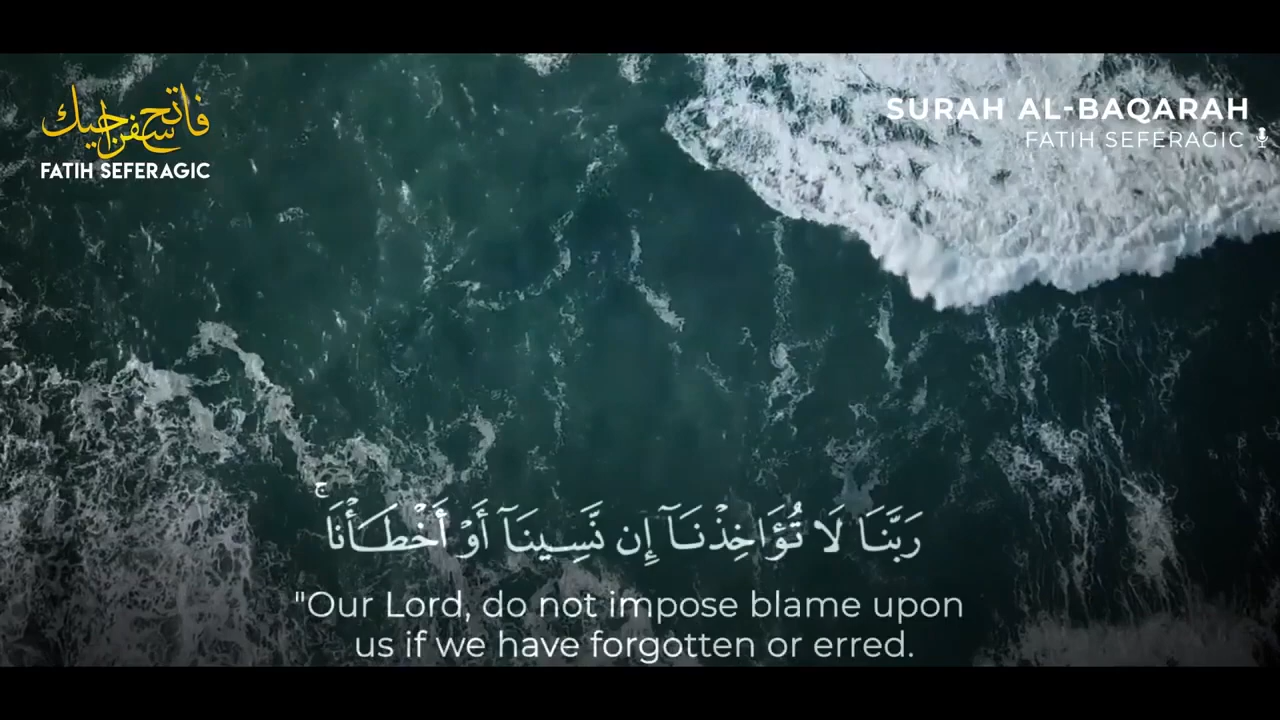 فاتح سفراجيك
FATIH SEFERAGIC
SURAH AL-BAQARAH
FATIH SEFERAGIC
رَبَّنَا لَا تُؤَاخِذْنَآ إِن نَّسِينَآ أَوْ أَخْطَأْنَا ۚ
"Our Lord, do not impose blame upon
us if we have forgotten or erred.